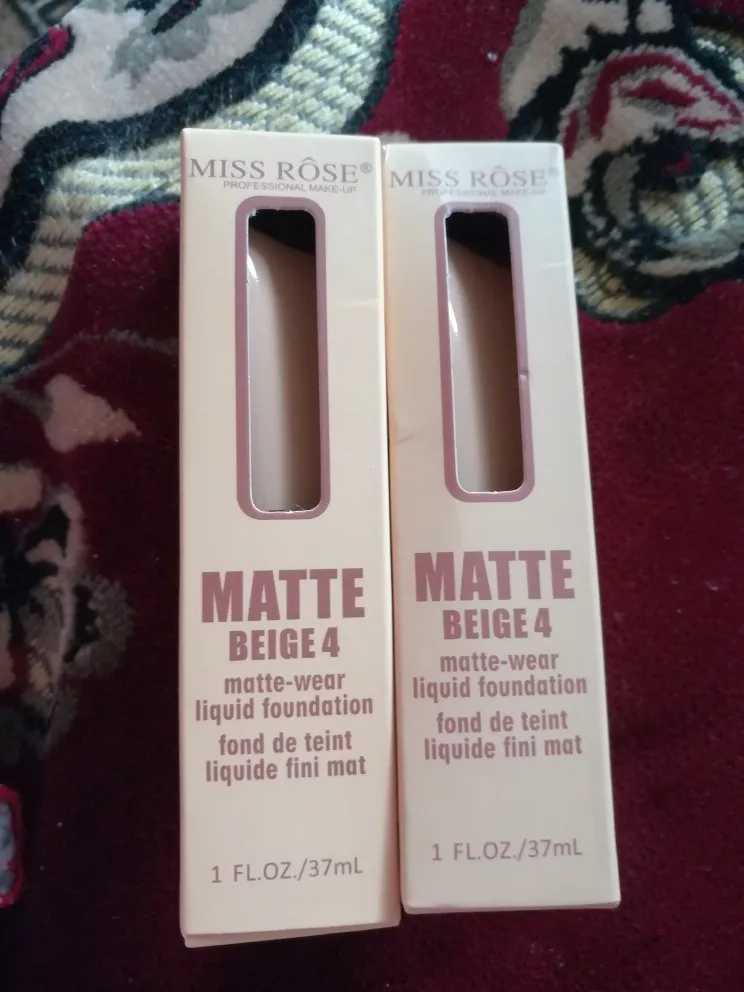 MISS RÔSE®
PROFESSIONAL MAKE-UP
MATTE
BEIGE 4
matte-wear
liquid foundation
fond de teint
liquide fini mat
1 FL.OZ./37mL
MISS RÔSE®
PROFESSIONAL MAKE-UP
MATTE
BEIGE 4
matte-wear
liquid foundation
fond de teint
liquide fini mat
1 FL.OZ./37mL